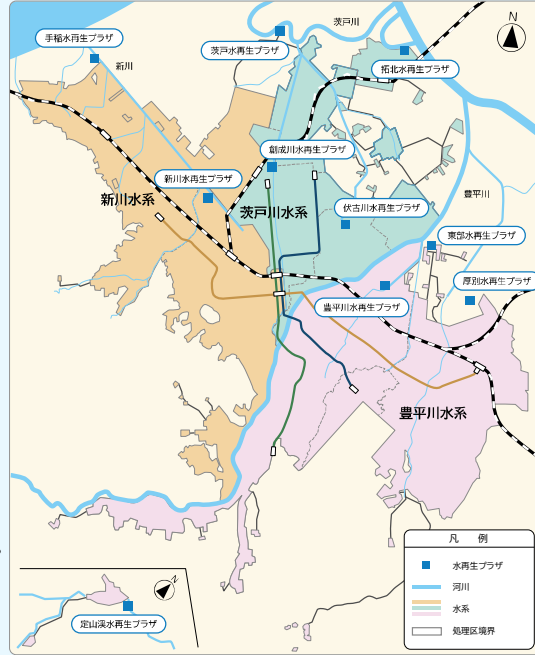 手稲水再生プラザ
茨戸川
茨戸水再生プラザ
N
新川
拓北水再生プラザ
創成川水再生プラザ
新川水再生プラザ
新川水系
茨戸川水系
伏古川水再生プラザ
豊平川
東部水再生プラザ
厚別水再生プラザ
豊平川水再生プラザ
豊平川水系
凡 例
水再生プラザ
河川
水系
処理区境界
N
定山渓水再生プラザ